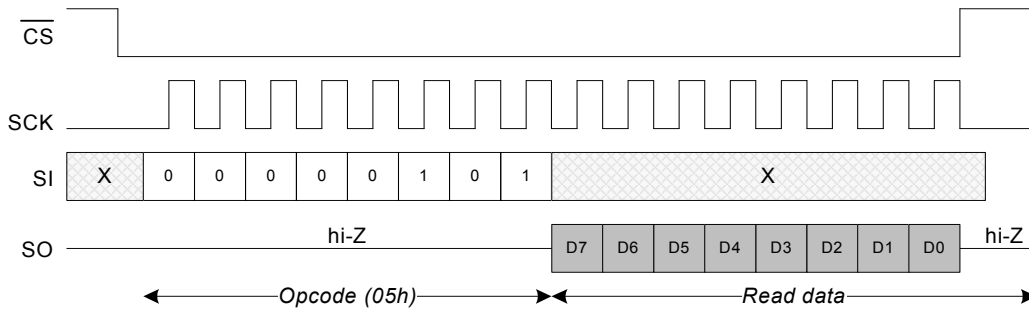 CS
SCK
SI X 0 0 0 0 0 1 0 1 X
hi-Z hi-Z
SO D7 D6 D5 D4 D3 D2 D1 D0
Opcode (05h) Read data